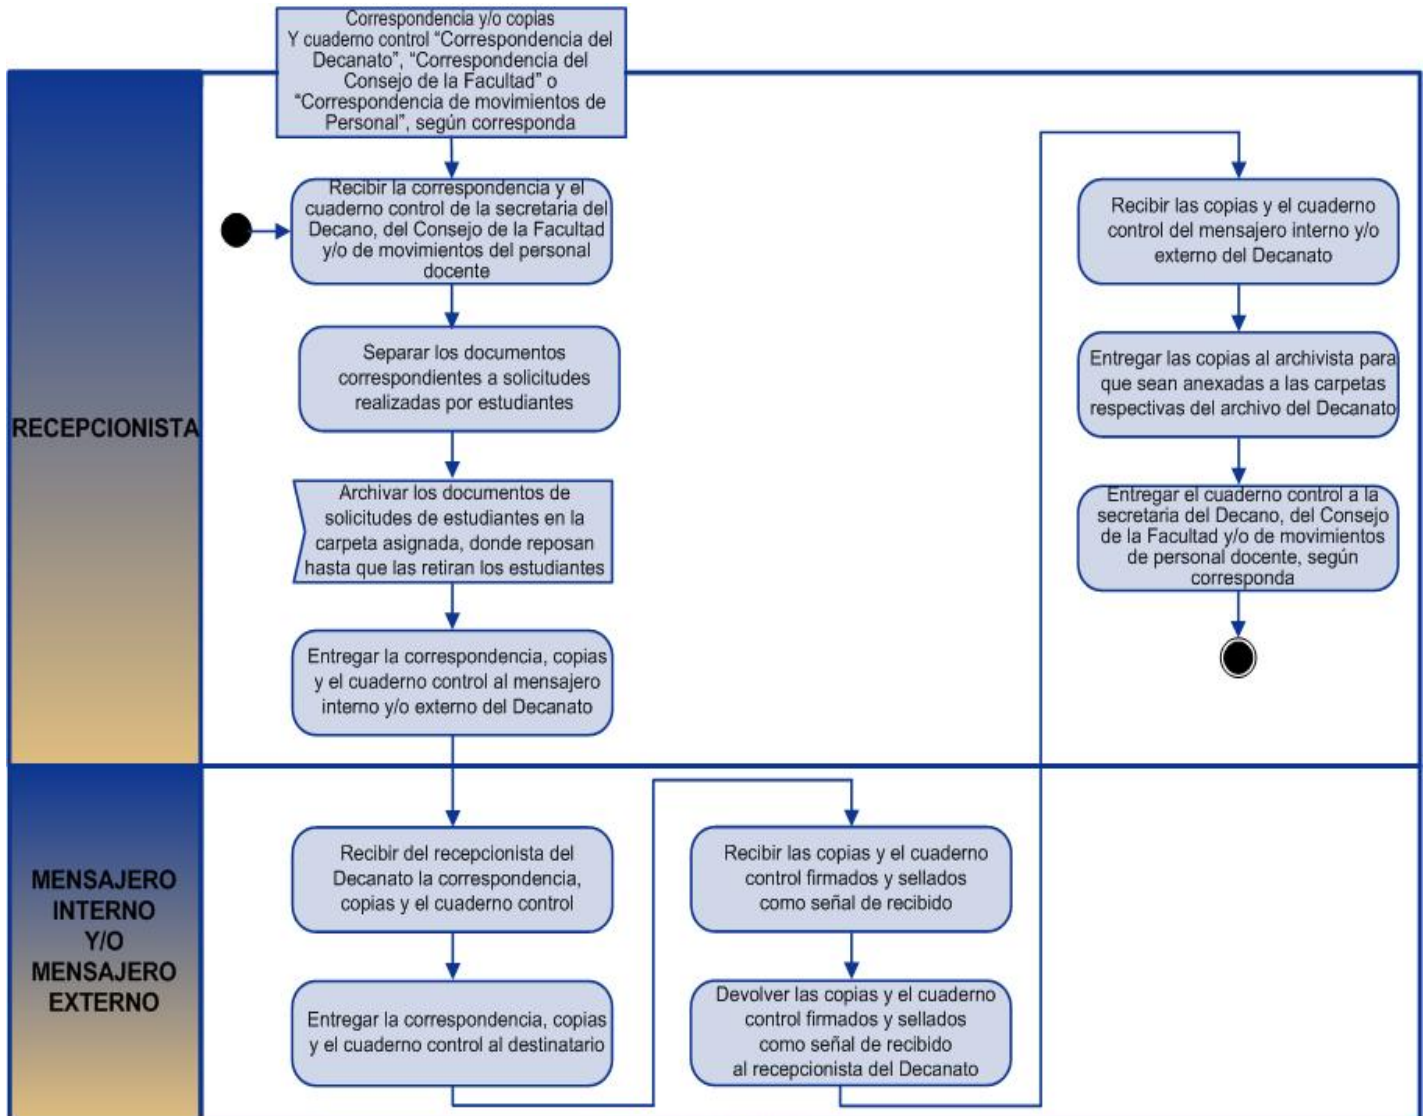 Correspondencia y/o copias
Y cuaderno control “Correspondencia del
Decanato”, “Correspondencia del
Consejo de la Facultad” o
“Correspondencia de movimientos de
Personal”, según corresponda
RECEPCIONISTA
Recibir la correspondencia y el
cuaderno control de la secretaria del
Decano, del Consejo de la Facultad
y/o de movimientos del personal
docente
Separar los documentos
correspondientes a solicitudes
realizadas por estudiantes
Archivar los documentos de
solicitudes de estudiantes en la
carpeta asignada, donde reposan
hasta que las retiran los estudiantes
Entregar la correspondencia, copias
y el cuaderno control al mensajero
interno y/o externo del Decanato
MENSAJERO
INTERNO
Y/O
MENSAJERO
EXTERNO
Recibir del recepcionista del
Decanato la correspondencia,
copias y el cuaderno control
Entregar la correspondencia, copias
y el cuaderno control al destinatario
Recibir las copias y el cuaderno
control firmados y sellados
como señal de recibido
Devolver las copias y el cuaderno
control firmados y sellados
como señal de recibido
al recepcionista del Decanato
Recibir las copias y el cuaderno
control del mensajero interno y/o
externo del Decanato
Entregar las copias al archivista para
que sean anexadas a las carpetas
respectivas del archivo del Decanato
Entregar el cuaderno control a la
secretaria del Decano, del Consejo
de la Facultad y/o de movimientos
de personal docente, según
corresponda